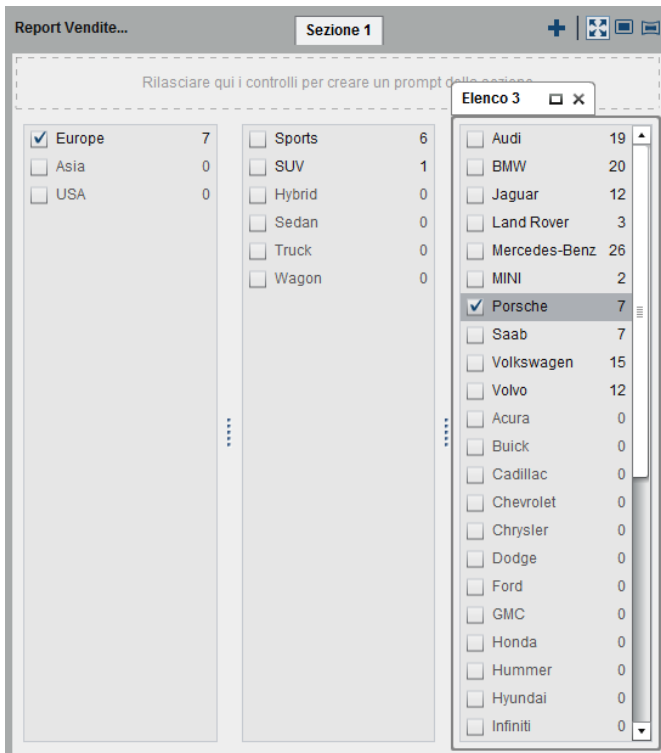 Report Vendite...
Sezione 1
Rilasciare qui i controlli per creare un prompt della sezione
Elenco 3
Europe 7
Asia 0
USA 0
Sports 6
SUV 1
Hybrid 0
Sedan 0
Truck 0
Wagon 0
Audi 19
BMW 20
Jaguar 12
Land Rover 3
Mercedes-Benz 26
MINI 2
Porsche 7
Saab 7
Volkswagen 15
Volvo 12
Acura 0
Buick 0
Cadillac 0
Chevrolet 0
Chrysler 0
Dodge 0
Ford 0
GMC 0
Honda 0
Hummer 0
Hyundai 0
Infiniti 0